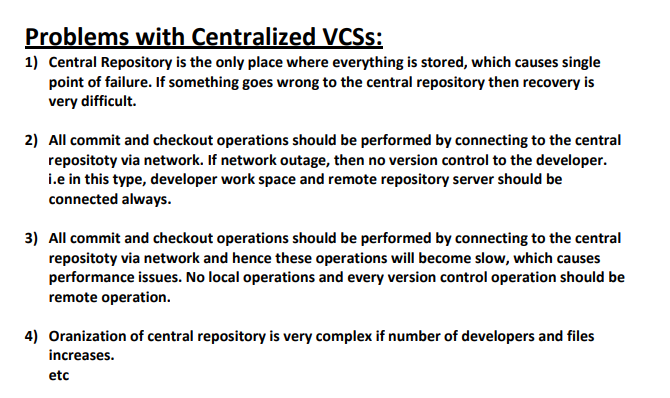 Problems with Centralized VCSs:
1) Central Repository is the only place where everything is stored, which causes single
point of failure. If something goes wrong to the central repository then recovery is
very difficult.
2) All commit and checkout operations should be performed by connecting to the central
repositoty via network. If network outage, then no version control to the developer.
i.e in this type, developer work space and remote repository server should be
connected always.
3) All commit and checkout operations should be performed by connecting to the central
repositoty via network and hence these operations will become slow, which causes
performance issues. No local operations and every version control operation should be
remote operation.
4) Oranization of central repository is very complex if number of developers and files
increases.
etc